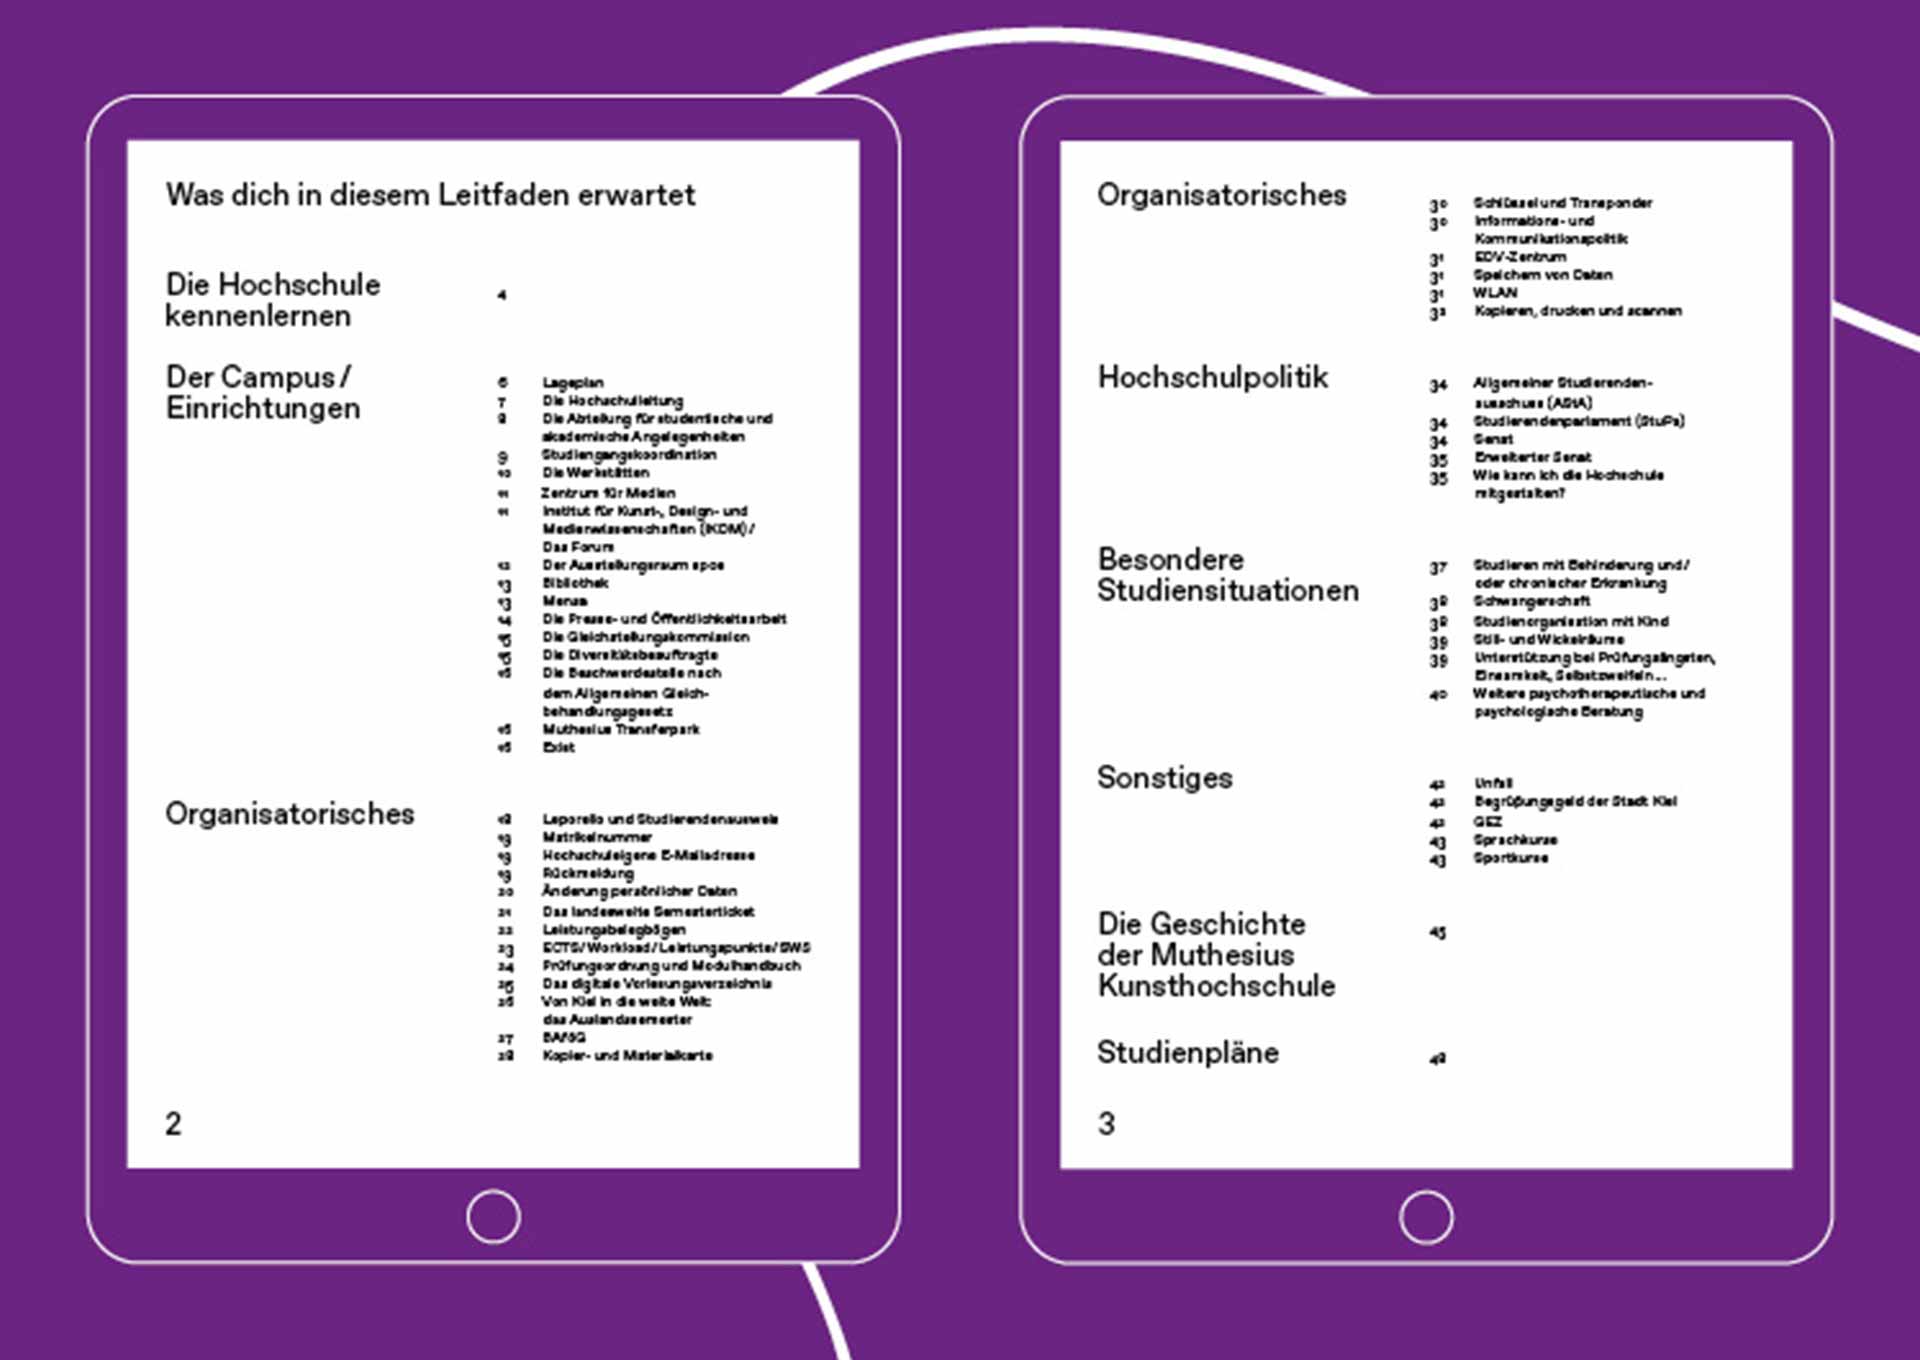 Was dich in diesem Leitfaden erwartet
Die Hochschule
kennenlernen
4
Der Campus /
Einrichtungen
6 Lageplan
7 Die Hochschulleitung
8 Die Abteilung für studentische und
akademische Angelegenheiten
9 Studiengangskoordination
10 Die Werkstätten
11 Zentrum für Medien
11 Institut für Kunst-, Design- und
Medienwissenschaften (IKDM) /
Das Forum
12 Der Ausstellungsraum spce
13 Bibliothek
13 Mensa
14 Die Presse- und Öffentlichkeitsarbeit
15 Die Gleichstellungskommission
15 Die Diversitätsbeauftragte
16 Die Beschwerdestelle nach
dem Allgemeinen Gleich-
behandlungsgesetz
16 Muthesius Transferpark
16 Exist
Organisatorisches
18 Leporello und Studierendenausweis
19 Matrikelnummer
19 Hochschuleigene E-Mailadresse
19 Rückmeldung
20 Änderung persönlicher Daten
21 Das landesweite Semesterticket
22 Leistungsbelegbögen
23 ECTS/Workload/Leistungspunkte/SWS
24 Prüfungsordnung und Modulhandbuch
25 Das digitale Vorlesungsverzeichnis
26 Von Kiel in die weite Welt:
das Auslandssemester
27 BAföG
28 Kopier- und Materialkarte
2
Organisatorisches
30 Schlüssel und Transponder
30 Informations- und
Kommunikationspolitik
31 EDV-Zentrum
31 Speichern von Daten
31 WLAN
32 Kopieren, drucken und scannen
Hochschulpolitik
34 Allgemeiner Studierenden-
ausschuss (AStA)
34 Studierendenparlament (StuPa)
34 Senat
35 Erweiterter Senat
35 Wie kann ich die Hochschule
mitgestalten?
Besondere
Studiensituationen
37 Studieren mit Behinderung und/
oder chronischer Erkrankung
38 Schwangerschaft
38 Studienorganisation mit Kind
39 Still- und Wickelräume
39 Unterstützung bei Prüfungsängsten,
Einsamkeit, Selbstzweifeln…
40 Weitere psychotherapeutische und
psychologische Beratung
Sonstiges
42 Unfall
42 Begrüßungsgeld der Stadt Kiel
42 GEZ
43 Sprachkurse
43 Sportkurse
Die Geschichte
der Muthesius
Kunsthochschule
45
Studienpläne
48
3